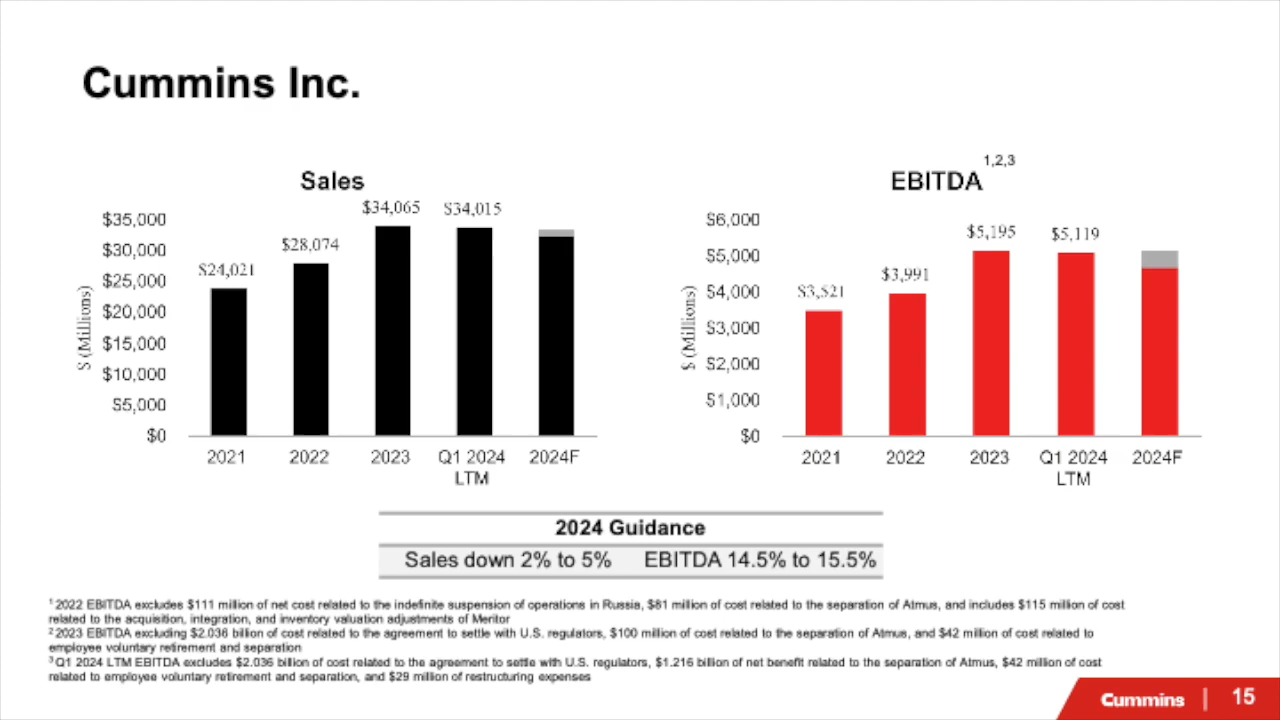 Cummins Inc.
Sales
$35,000
$30,000
$25,000
$20,000
$15,000
$10,000
$5,000
$0
$ (Millions)
$24,021
$28,074
$34,065
$34,015
2021
2022
2023
Q1 2024
LTM
2024F
EBITDA 1,2,3
$6,000
$5,000
$4,000
$3,000
$2,000
$1,000
$0
$ (Millions)
$3,521
$3,991
$5,195
$5,119
2021
2022
2023
Q1 2024
LTM
2024F
2024 Guidance
Sales down 2% to 5% EBITDA 14.5% to 15.5%
1 2022 EBITDA excludes $111 million of net cost related to the indefinite suspension of operations in Russia, $81 million of cost related to the separation of Atmus, and includes $115 million of cost
related to the acquisition, integration, and inventory valuation adjustments of Meritor
2 2023 EBITDA excluding $2.036 billion of cost related to the agreement to settle with U.S. regulators, $100 million of cost related to the separation of Atmus, and $42 million of cost related to
employee voluntary retirement and separation
3 Q1 2024 LTM EBITDA excludes $2.036 billion of cost related to the agreement to settle with U.S. regulators, $1.216 billion of net benefit related to the separation of Atmus, $42 million of cost
related to employee voluntary retirement and separation, and $29 million of restructuring expenses
Cummins | 15